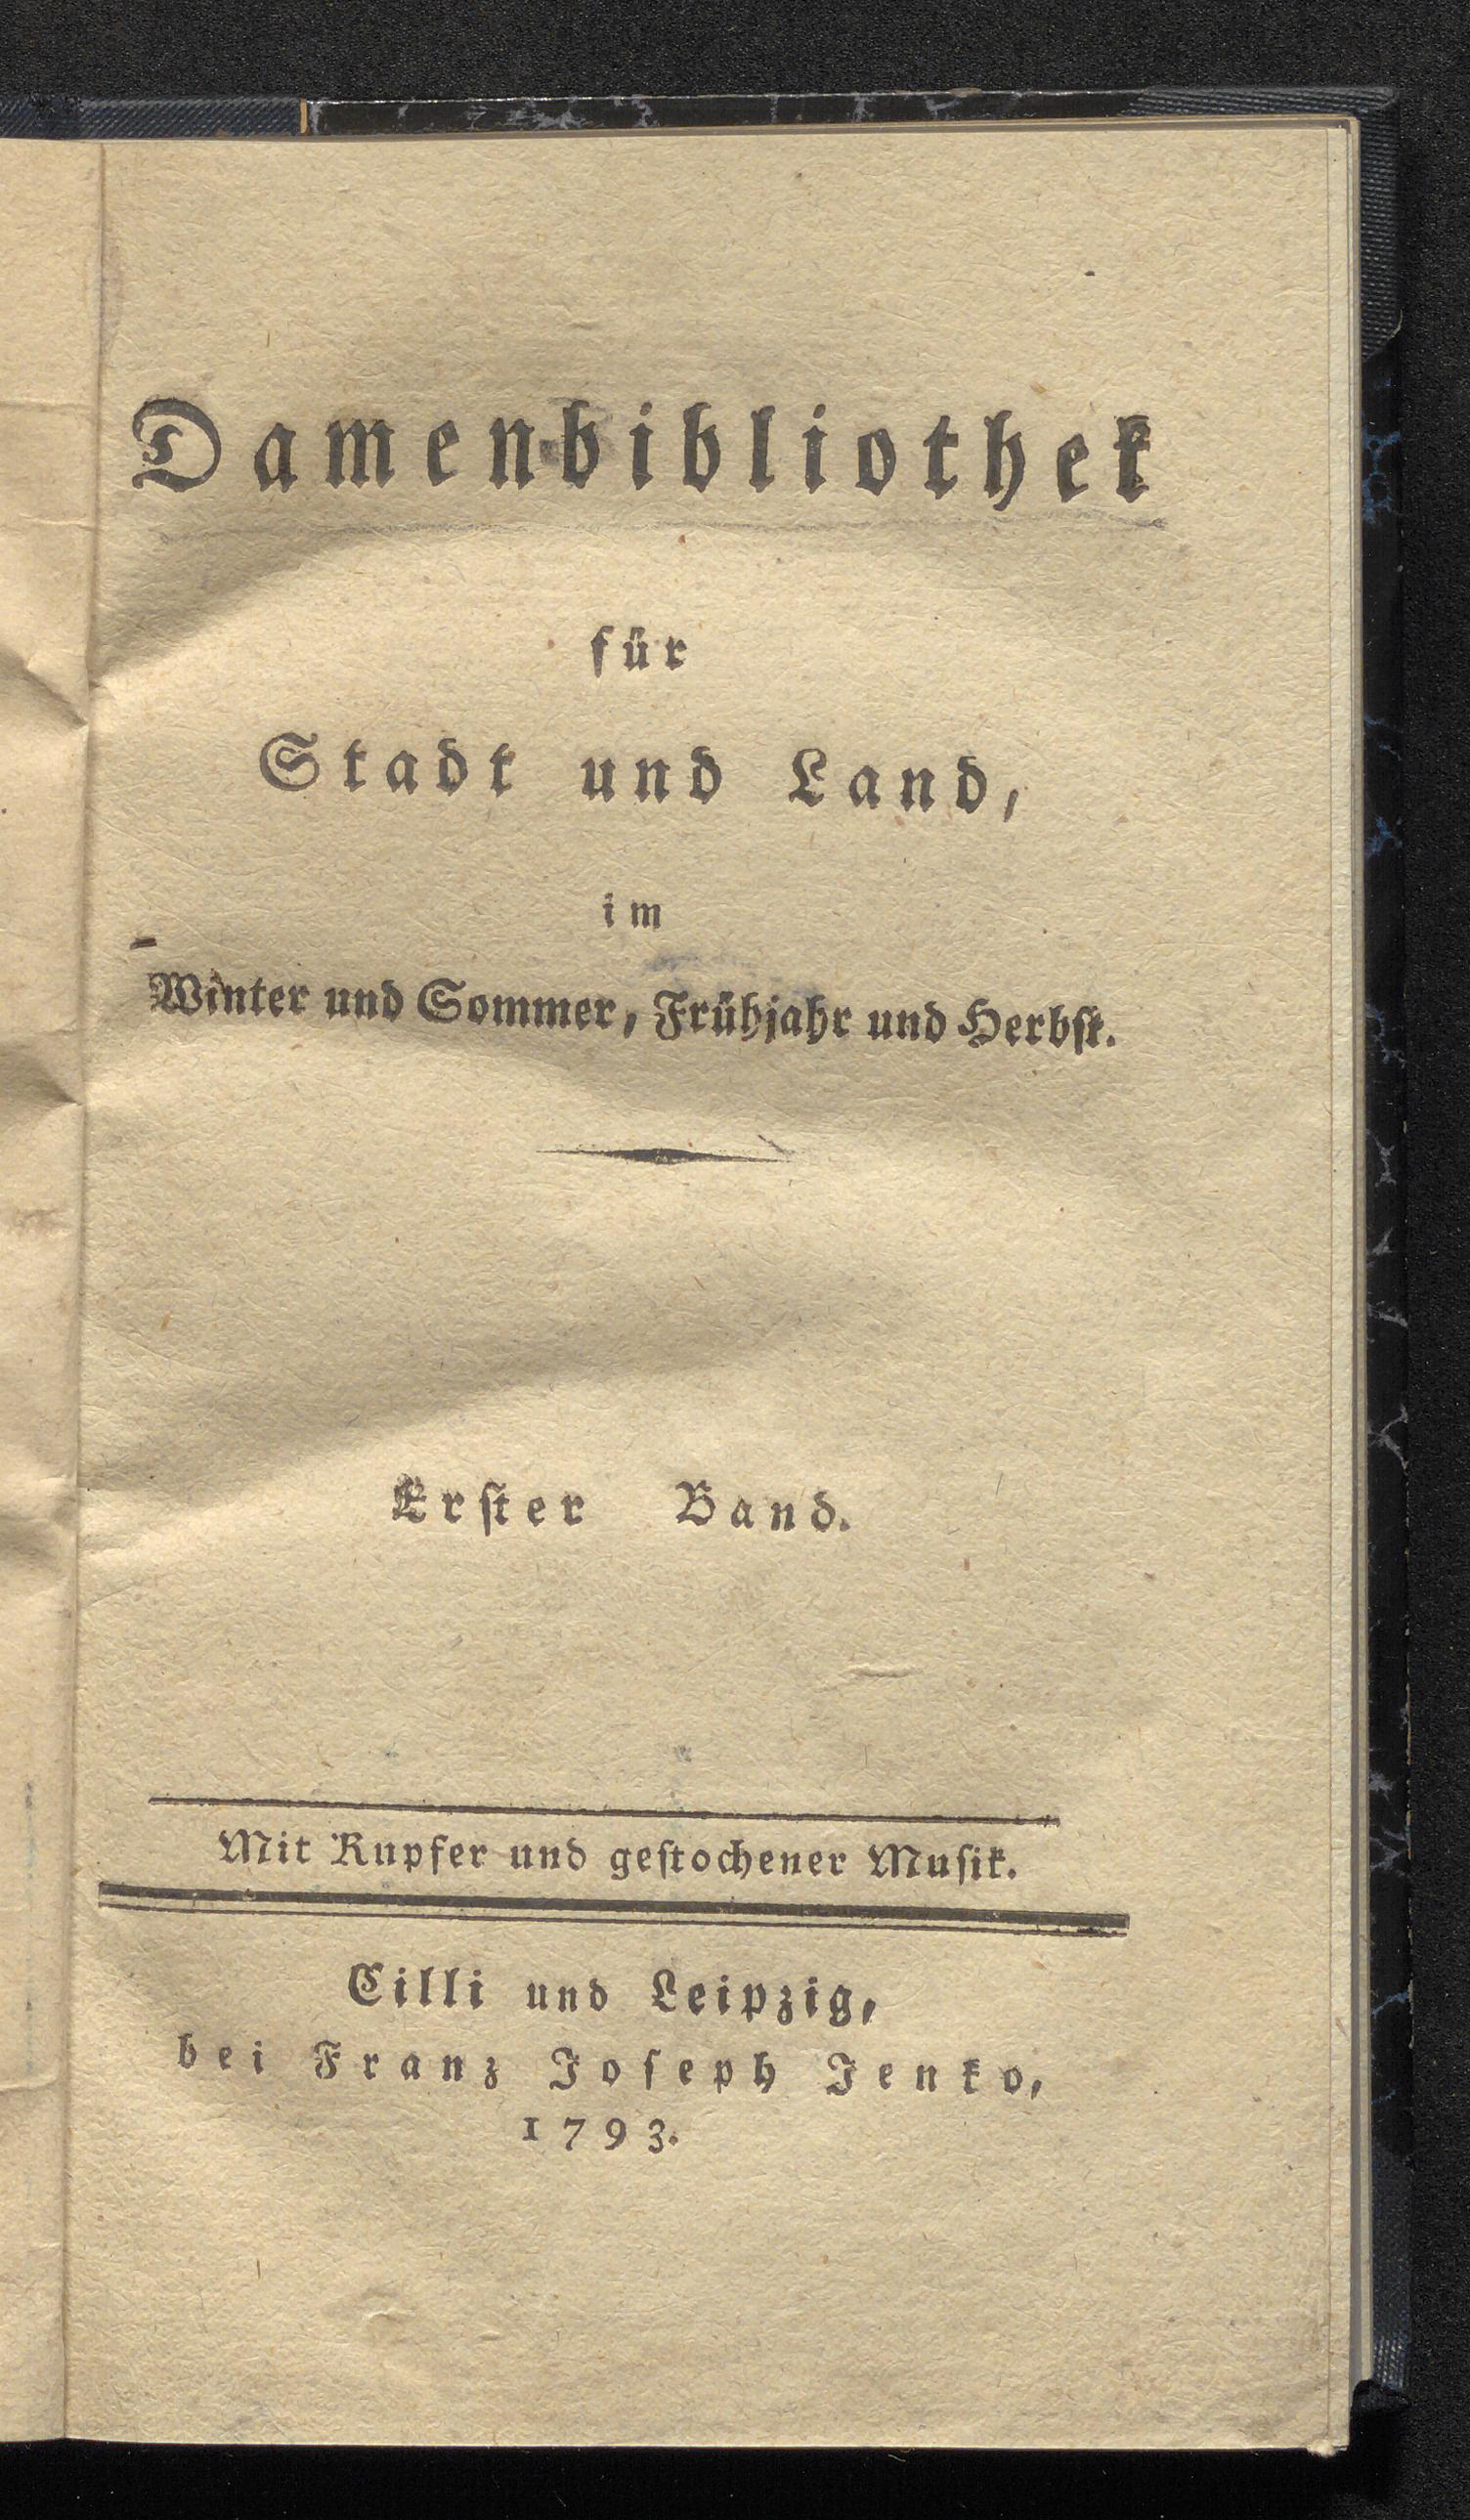 Damenbibliothek
für
Stadt und Land,
im
Winter und Sommer, Frühjahr und Herbſt.
Erſter Band.
Mit Kupfer und geſtochener Muſik.
Cilli und Leipzig,
bei Franz Joſeph Jenko,
1793.